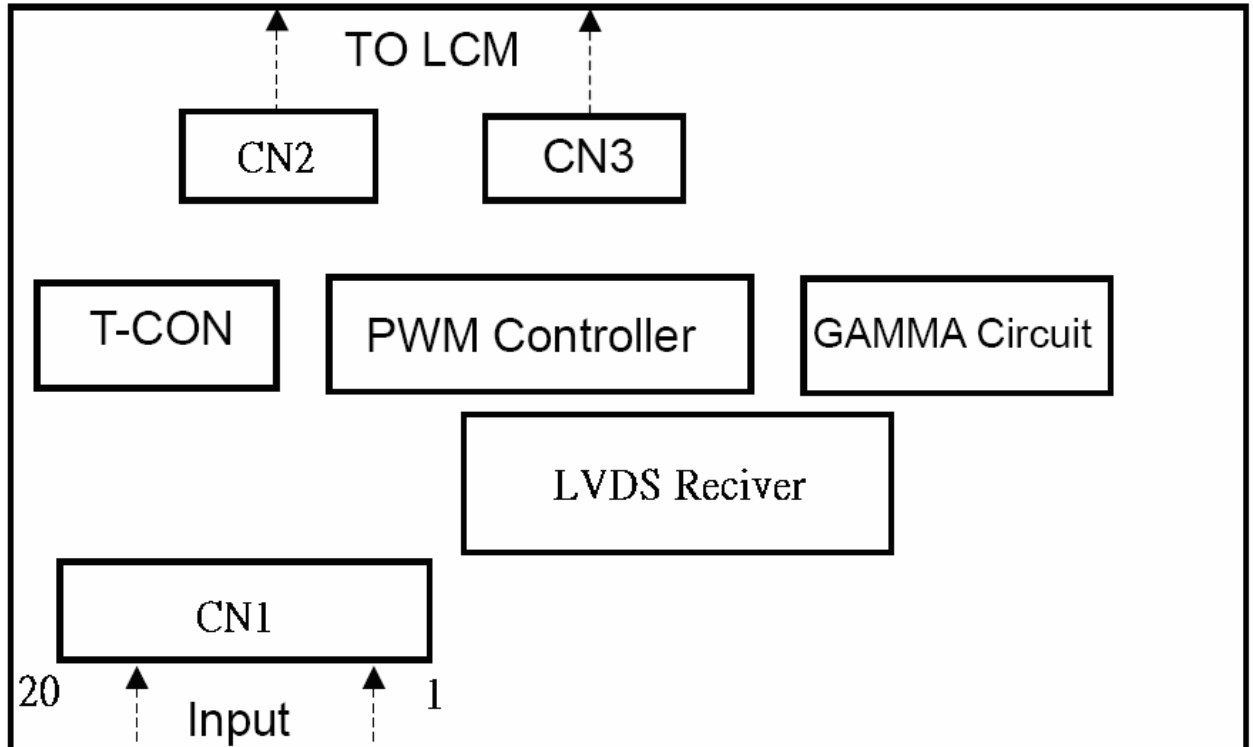 TO LCM
CN2
CN3
T-CON
PWM Controller
GAMMA Circuit
LVDS Reciver
CN1
20
1
Input